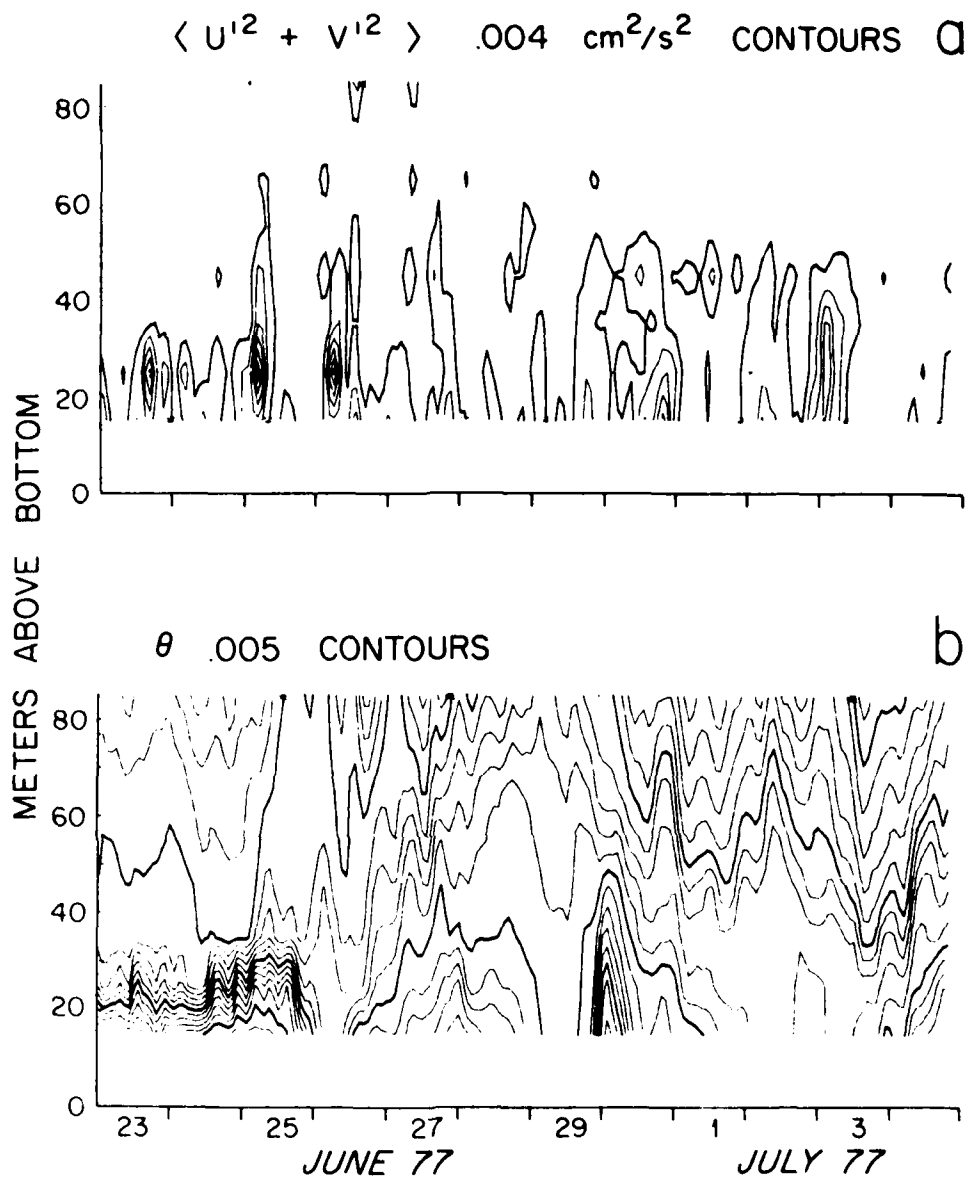 ⟨ U'² + V'² ⟩ .004 cm²/s² CONTOURS a
80
60
40
20
0
METERS ABOVE BOTTOM
θ .005 CONTOURS b
80
60
40
20
0
23 25 27 29 1 3
JUNE 77 JULY 77